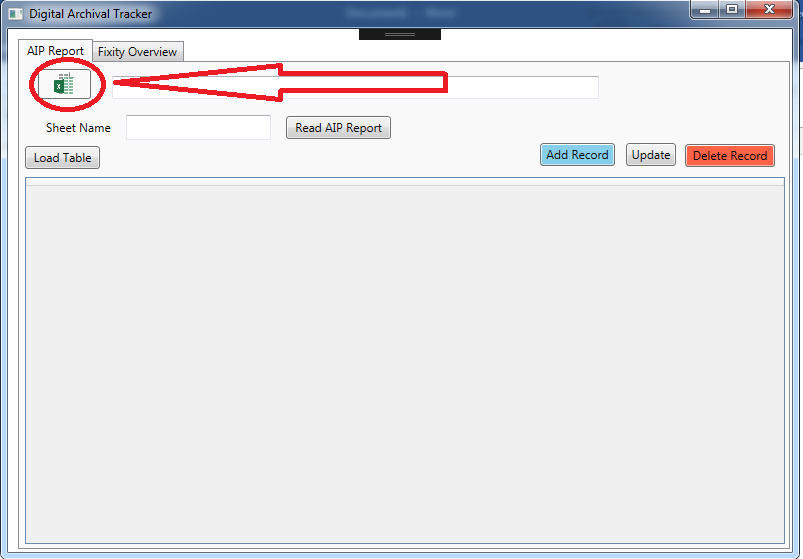 Digital Archival Tracker
AIP Report
Fixity Overview
Sheet Name
Read AIP Report
Load Table
Add Record
Update
Delete Record